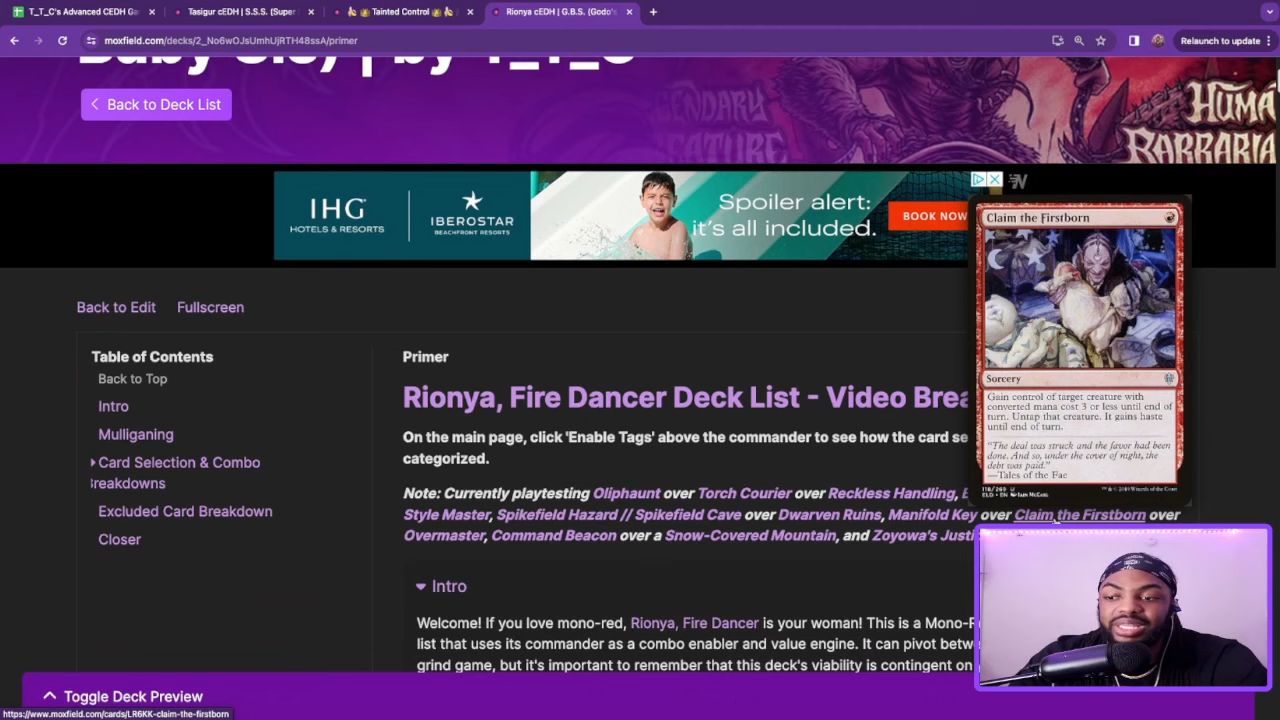 T_T_C's Advanced CEDH Ga
Tasigur cEDH | S.S.S. (Super
Tainted Control
Rionya cEDH | G.B.S. (Godo's
moxfield.com/decks/2_No6wOJsUmhUjRTH48ssA/primer
Relaunch to update
Back to Deck List
LEGENDARY
CREATURE
HUMA
BARBARIA
IHG
HOTELS & RESORTS
IBEROSTAR
BEACHFRONT RESORTS
Spoiler alert:
it's all included.
BOOK NOW
Claim the Firstborn
Sorcery
Gain control of target creature with
converted mana cost 3 or less until end of
turn. Untap that creature. It gains haste
until end of turn.
"The deal was struck and the favor had been
done. And so, under the cover of night, the
debt was paid."
—Tales of the Fae
118/269 U
ELD • EN
Back to Edit
Fullscreen
Table of Contents
Back to Top
Intro
Mulliganing
Card Selection & Combo
Breakdowns
Excluded Card Breakdown
Closer
Primer
Rionya, Fire Dancer Deck List - Video Brea
On the main page, click 'Enable Tags' above the commander to see how the card se
categorized.
Note: Currently playtesting Oliphaunt over Torch Courier over Reckless Handling,
Style Master, Spikefield Hazard // Spikefield Cave over Dwarven Ruins, Manifold Key over Claim the Firstborn over
Overmaster, Command Beacon over a Snow-Covered Mountain, and Zoyowa's Justi
Intro
Welcome! If you love mono-red, Rionya, Fire Dancer is your woman! This is a Mono-R
list that uses its commander as a combo enabler and value engine. It can pivot betw
grind game, but it's important to remember that this deck's viability is contingent on
Toggle Deck Preview
https://www.moxfield.com/cards/LR6KK-claim-the-firstborn